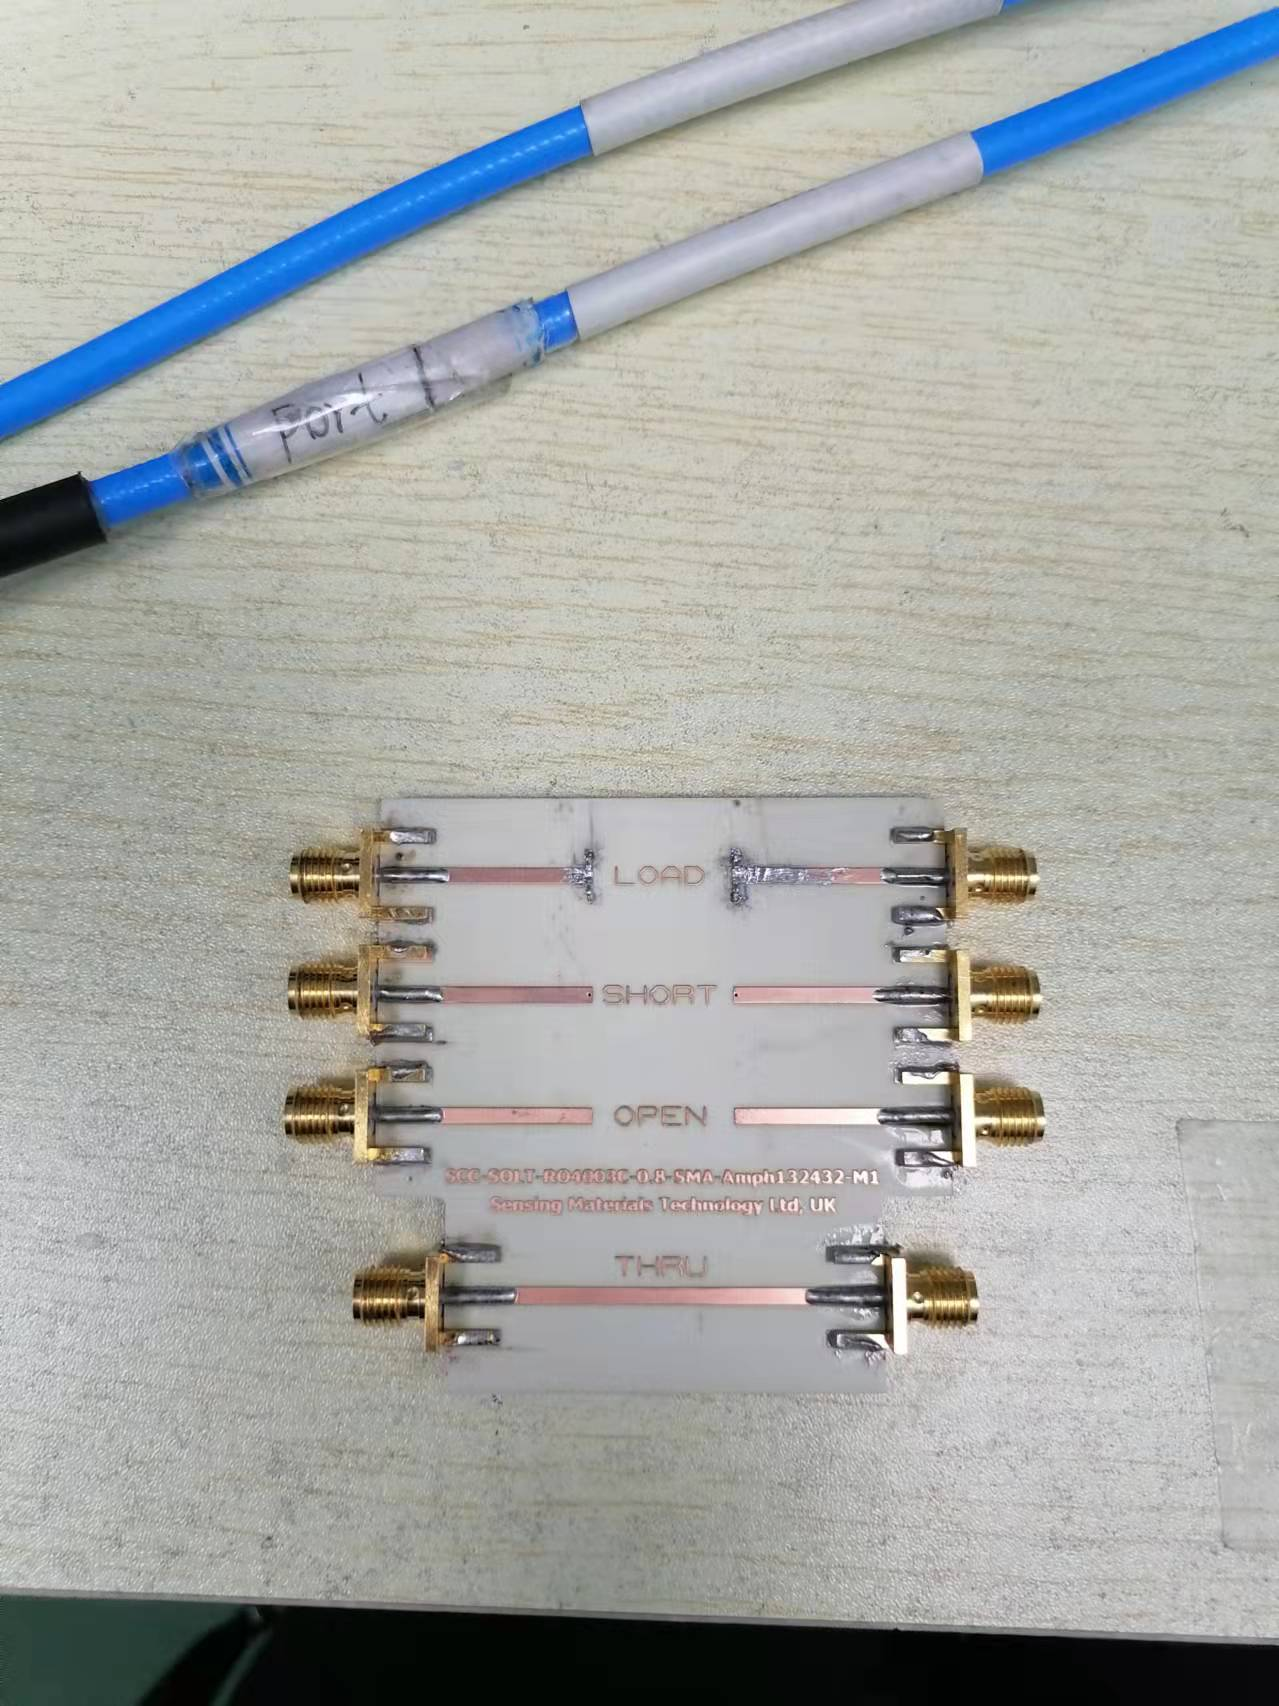 Port 1
LOAD
SHORT
OPEN
SCC-SOLT-RO4003C-0.8-SMA-Amph132432-M1
Sensing Materials Technology Ltd, UK
THRU